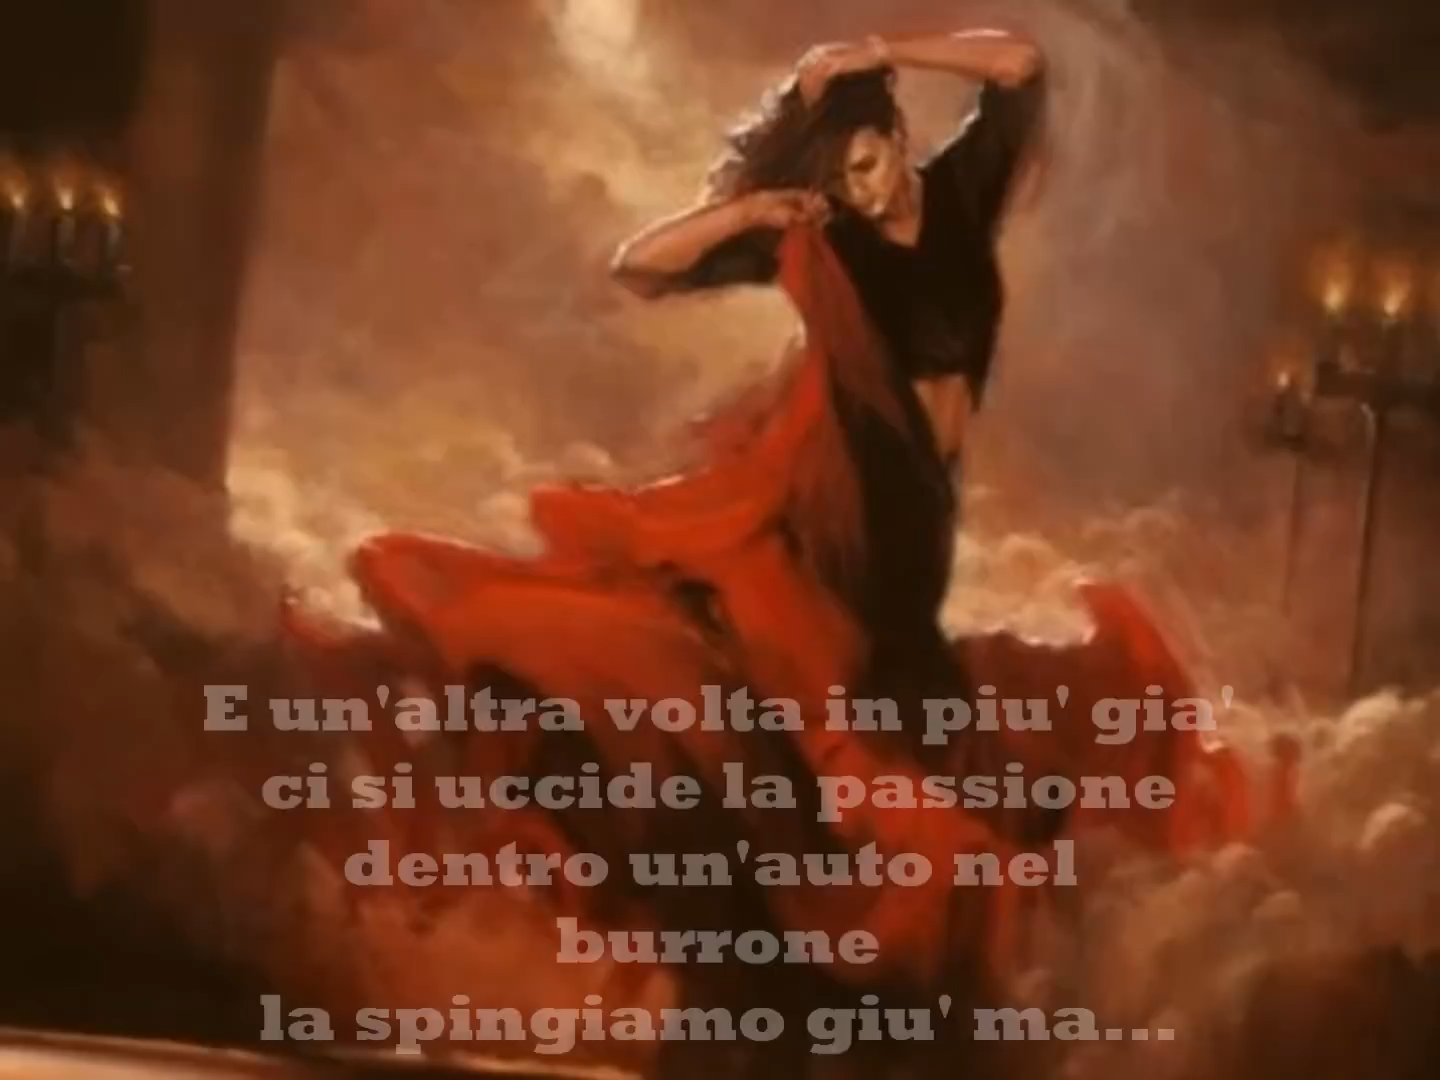 E un'altra volta in piu' gia'
ci si uccide la passione
dentro un'auto nel
burrone
la spingiamo giu' ma...